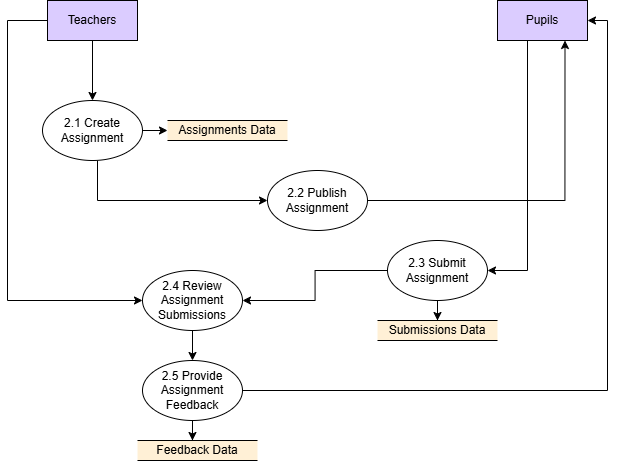 Teachers
Pupils
2.1 Create
Assignment
Assignments Data
2.2 Publish
Assignment
2.3 Submit
Assignment
2.4 Review
Assignment
Submissions
Submissions Data
2.5 Provide
Assignment
Feedback
Feedback Data